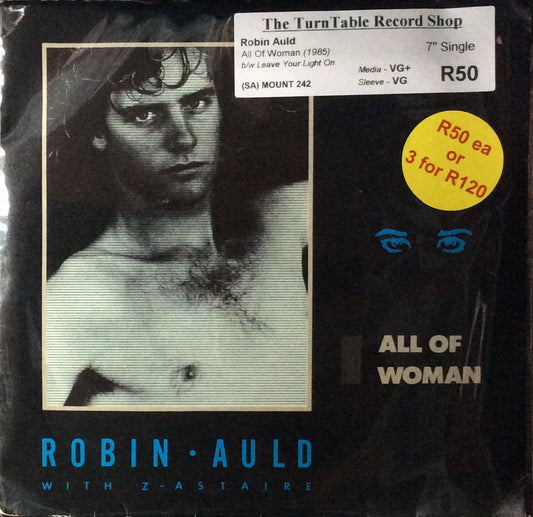 The TurnTable Record Shop
Robin Auld
All Of Woman (1985)
b/w Leave Your Light On
(SA) MOUNT 242
7" Single
Media - VG+
Sleeve - VG
R50
R50 ea
or
3 for R120
ALL OF
WOMAN
ROBIN · AULD
WITH Z-ASTAIRE